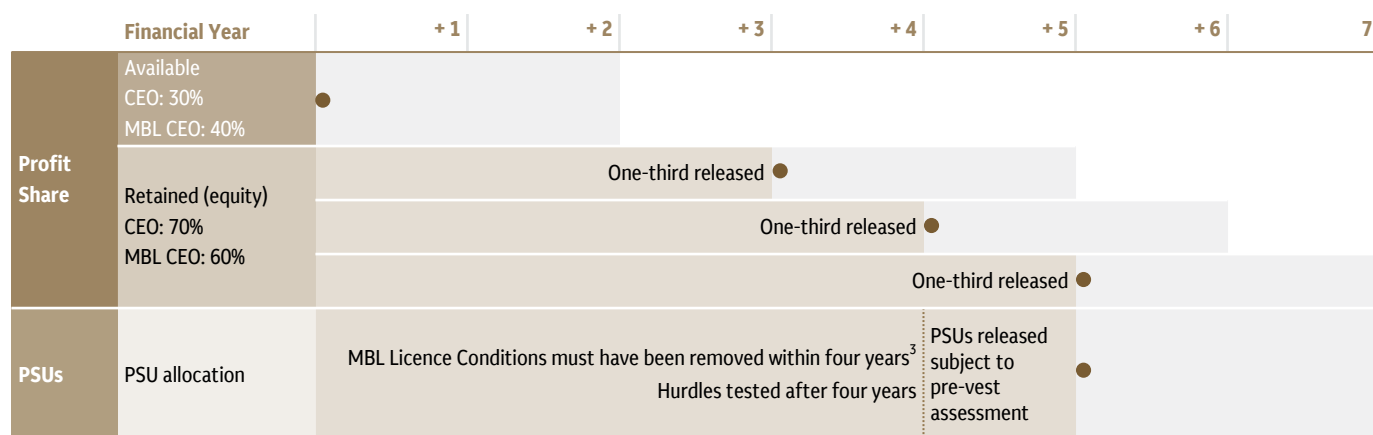 Financial Year + 1 + 2 + 3 + 4 + 5 + 6 7
Profit
Share
Available
CEO: 30%
MBL CEO: 40%
Retained (equity)
CEO: 70%
MBL CEO: 60%
One-third released
One-third released
One-third released
PSUs
PSU allocation
MBL Licence Conditions must have been removed within four years³
Hurdles tested after four years
PSUs released
subject to
pre-vest
assessment